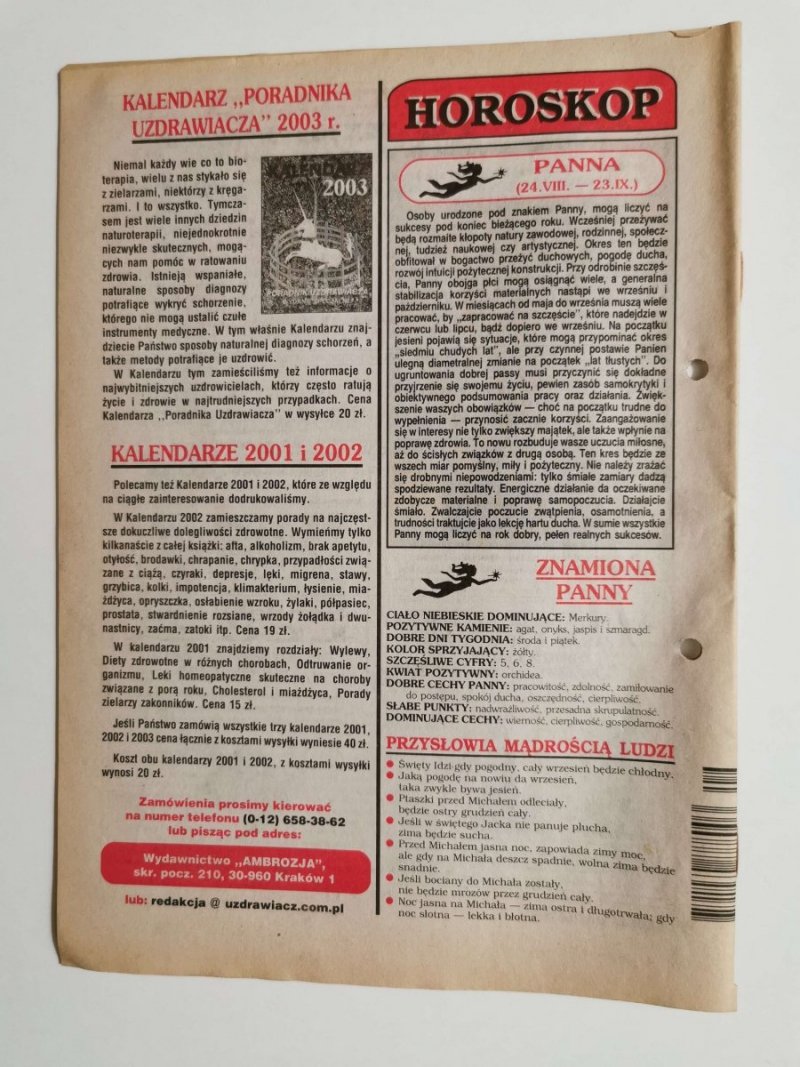 KALENDARZ „PORADNIKA
UZDRAWIACZA” 2003 r.
Niemal każdy wie co to bio-
terapia, wielu z nas stykało się
z zielarzami, niektórzy z kręga-
rzami. I to wszystko. Tymcza-
sem jest wiele innych dziedzin
naturoterapii, niejednokrotnie
niezwykle skutecznych, mogą-
cych nam pomóc w ratowaniu
zdrowia. Istnieją wspaniałe,
naturalne sposoby diagnozy
potrafiące wykryć schorzenie,
którego nie mogą ustalić czułe
instrumenty medyczne. W tym właśnie Kalendarzu znaj-
dziecie Państwo sposoby naturalnej diagnozy schorzeń, a
także metody potrafiące je uzdrowić.
W Kalendarzu tym zamieściliśmy też informacje o
najwybitniejszych uzdrowicielach, którzy często ratują
życie i zdrowie w najtrudniejszych przypadkach. Cena
Kalendarza „Poradnika Uzdrawiacza” w wysyłce 20 zł.
KALENDARZ
2003
PORADNIK UZDRAWIACZA
KALENDARZE 2001 i 2002
Polecamy też Kalendarze 2001 i 2002, które ze względu
na ciągłe zainteresowanie dodrukowaliśmy.
W Kalendarzu 2002 zamieszczamy porady na najczęst-
sze dokuczliwe dolegliwości zdrowotne. Wymieńmy tylko
kilkanaście z całej książki: afta, alkoholizm, brak apetytu,
otyłość, brodawki, chrapanie, chrypka, przypadłości zwią-
zane z ciążą, czyraki, depresje, lęki, migrena, stawy,
grzybica, kolki, impotencja, klimakterium, łysienie, miaż-
dżyca, opryszczka, osłabienie wzroku, żylaki, półpasiec,
prostata, stwardnienie rozsiane, wrzody żołądka i dwu-
nastnicy, zaćma, zatoki itp. Cena 19 zł.
W kalendarzu 2001 znajdziemy rozdziały: Wylewy,
Diety zdrowotne w różnych chorobach, Odtruwanie or-
ganizmu, Leki homeopatyczne skuteczne na choroby
związane z porą roku, Cholesterol i miażdżyca, Porady
zielarzy zakonników. Cena 15 zł.
Jeśli Państwo zamówią wszystkie trzy kalendarze 2001,
2002 i 2003 cena łącznie z kosztami wysyłki wyniesie 40 zł.
Koszt obu kalendarzy 2001 i 2002, z kosztami wysyłki
wynosi 20 zł.
Zamówienia prosimy kierować
na numer telefonu (0-12) 658-38-62
lub pisząc pod adres:
Wydawnictwo „AMBROZJA”,
skr. pocz. 210, 30-960 Kraków 1
lub: redakcja @ uzdrawiacz.com.pl
HOROSKOP
PANNA
(24.VIII. — 23.IX.)
Osoby urodzone pod znakiem Panny, mogą liczyć na
sukcesy pod koniec bieżącego roku. Wcześniej przeżywać
będą rozmaite kłopoty natury zawodowej, rodzinnej, społecz-
nej, tudzież naukowej czy artystycznej. Okres ten będzie
obfitował w bogactwo przeżyć duchowych, pogodę ducha,
rozwój intuicji pożytecznej konstrukcji. Przy odrobinie szczęś-
cia, Panny obojga płci mogą osiągnąć wiele, a generalna
stabilizacja korzyści materialnych nastąpi we wrześniu i
październiku. W miesiącach od maja do września muszą wiele
pracować, by „zapracować na szczęście”, które nadejdzie w
czerwcu lub lipcu, bądź dopiero we wrześniu. Na początku
jesieni pojawią się sytuacje, które mogą przypominać okres
„siedmiu chudych lat”, ale przy czynnej postawie Panien
ulegną diametralnej zmianie na początek „lat tłustych”. Do
ugruntowania dobrej passy musi przyczynić się dokładne
przyjrzenie się swojemu życiu, pewien zasób samokrytyki i
obiektywnego podsumowania pracy oraz działania. Zwięk-
szenie waszych obowiązków — choć na początku trudne do
wypełnienia — przynosić zacznie korzyści. Zaangażowanie
się w interesy nie tylko zwiększy majątek, ale także wpłynie na
poprawę zdrowia. To nowu rozbuduje wasze uczucia miłosne,
aż do ścisłych związków z drugą osobą. Ten kres będzie ze
wszech miar pomyślny, miły i pożyteczny. Nie należy zrażać
się drobnymi niepowodzeniami: tylko śmiałe zamiary dadzą
spodziewane rezultaty. Energiczne działanie da oczekiwane
zdobycze materialne i poprawę samopoczucia. Działajcie
śmiało. Zwalczajcie poczucie zwątpienia, osamotnienia, a
trudności traktujcie jako lekcję hartu ducha. W sumie wszystkie
Panny mogą liczyć na rok dobry, pełen realnych sukcesów.
ZNAMIONA
PANNY
CIAŁO NIEBIESKIE DOMINUJĄCE: Merkury.
POZYTYWNE KAMIENIE: agat, onyks, jaspis i szmaragd.
DOBRE DNI TYGODNIA: środa i piątek.
KOLOR SPRZYJAJĄCY: żółty.
SZCZĘŚLIWE CYFRY: 5, 6, 8.
KWIAT POZYTYWNY: orchidea.
DOBRE CECHY PANNY: pracowitość, zdolność, zamiłowanie
do postępu, spokój ducha, oszczędność, cierpliwość.
SŁABE PUNKTY: nadwrażliwość, przesadna skrupulatność.
DOMINUJĄCE CECHY: wierność, cierpliwość, gospodarność.
PRZYSŁOWIA MĄDROŚCIĄ LUDZI
● Święty Idzi gdy pogodny, cały wrzesień będzie chłodny.
● Jaką pogodę na nowiu da wrzesień,
taka zwykle bywa jesień.
● Ptaszki przed Michałem odleciały,
będzie ostry grudzień cały.
● Jeśli w świętego Jacka nie panuje plucha,
zima będzie sucha.
● Przed Michałem jasna noc, zapowiada zimy moc,
ale gdy na Michała deszcz spadnie, wolna zima będzie
snadnie.
● Jeśli bociany do Michała zostały,
nie będzie mrozów przez grudzień cały.
● Noc jasna na Michała — zima ostra i długotrwała; gdy
noc słotna — lekka i błotna.